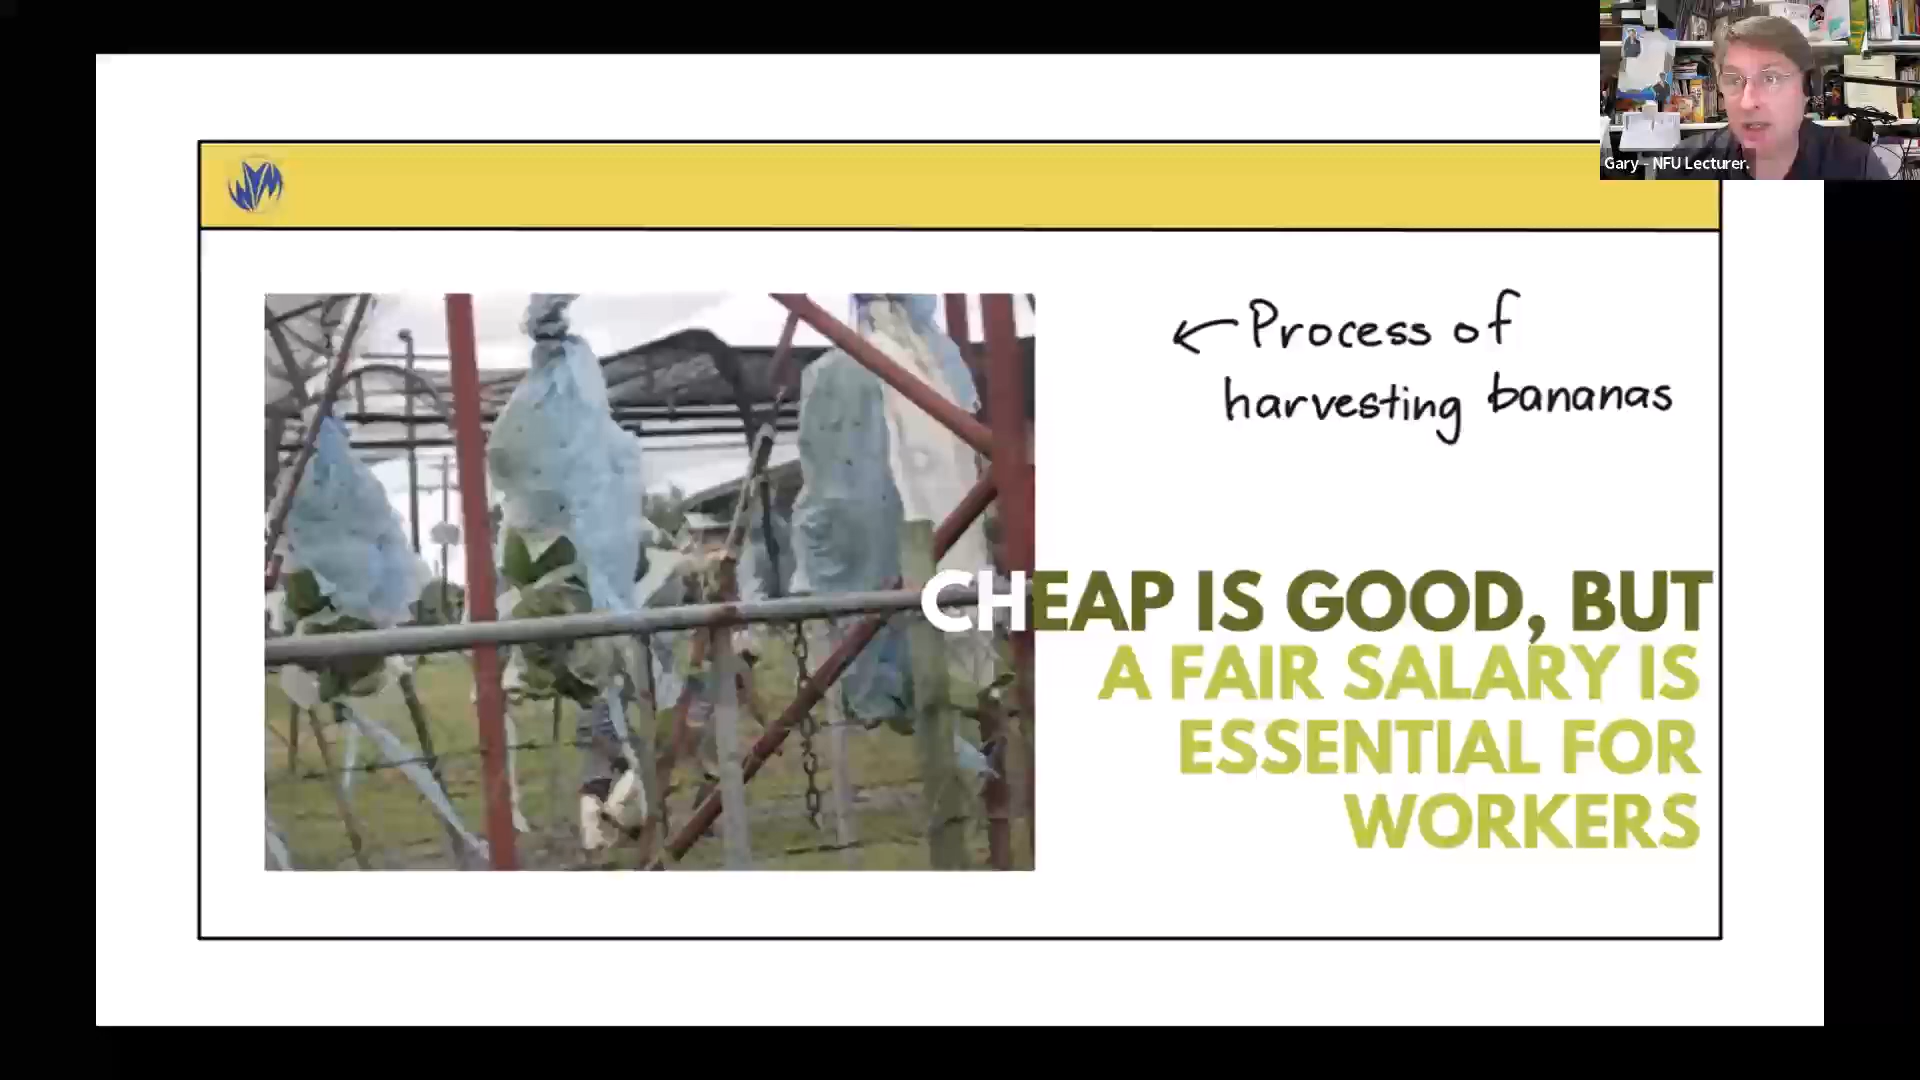 Gary - NFU Lecturer.
Process of
harvesting bananas
CHEAP IS GOOD, BUT
A FAIR SALARY IS
ESSENTIAL FOR
WORKERS